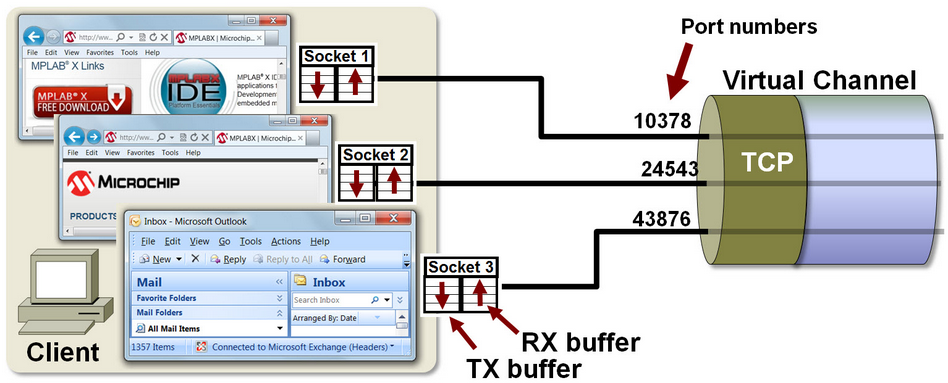 Port numbers
Virtual Channel
TCP
10378
24543
43876
Socket 1
Socket 2
Socket 3
RX buffer
TX buffer
Client
http://ww...
MPLABX | Microchip...
File Edit View Favorites Tools Help
MPLAB® X Links
MPLAB® X
FREE DOWNLOAD
MPLABX
IDE
Platform Essentials
MPLAB® X ID
applications f
Developmen
embedded m
http://ww...
MPLABX | Microchip...
File Edit View Favorites Tools Help
MICROCHIP
PRODUCTS
Inbox - Microsoft Outlook
File Edit View Go Tools Actions Help
New Reply Reply to All Forward
Mail
Favorite Folders
Mail Folders
All Mail Items
Inbox
Search Inbox
Arranged By: Date
1357 Items
Connected to Microsoft Exchange (Headers)